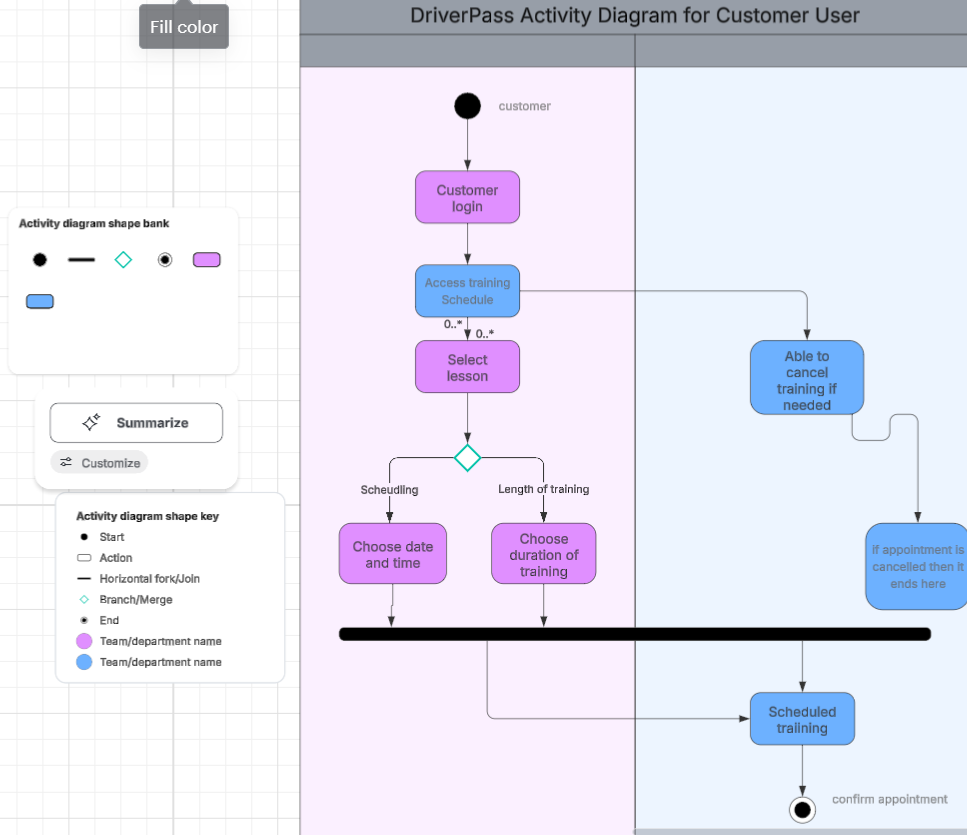 Fill color
DriverPass Activity Diagram for Customer User
customer
Customer
login
Activity diagram shape bank
Access training
Schedule
0..*
0..*
Select
lesson
Able to
cancel
training if
needed
Summarize
Customize
Scheudling
Length of training
Activity diagram shape key
Start
Action
Horizontal fork/Join
Branch/Merge
End
Team/department name
Team/department name
Choose date
and time
Choose
duration of
training
if appointment is
cancelled then it
ends here
Scheduled
traiining
confirm appointment